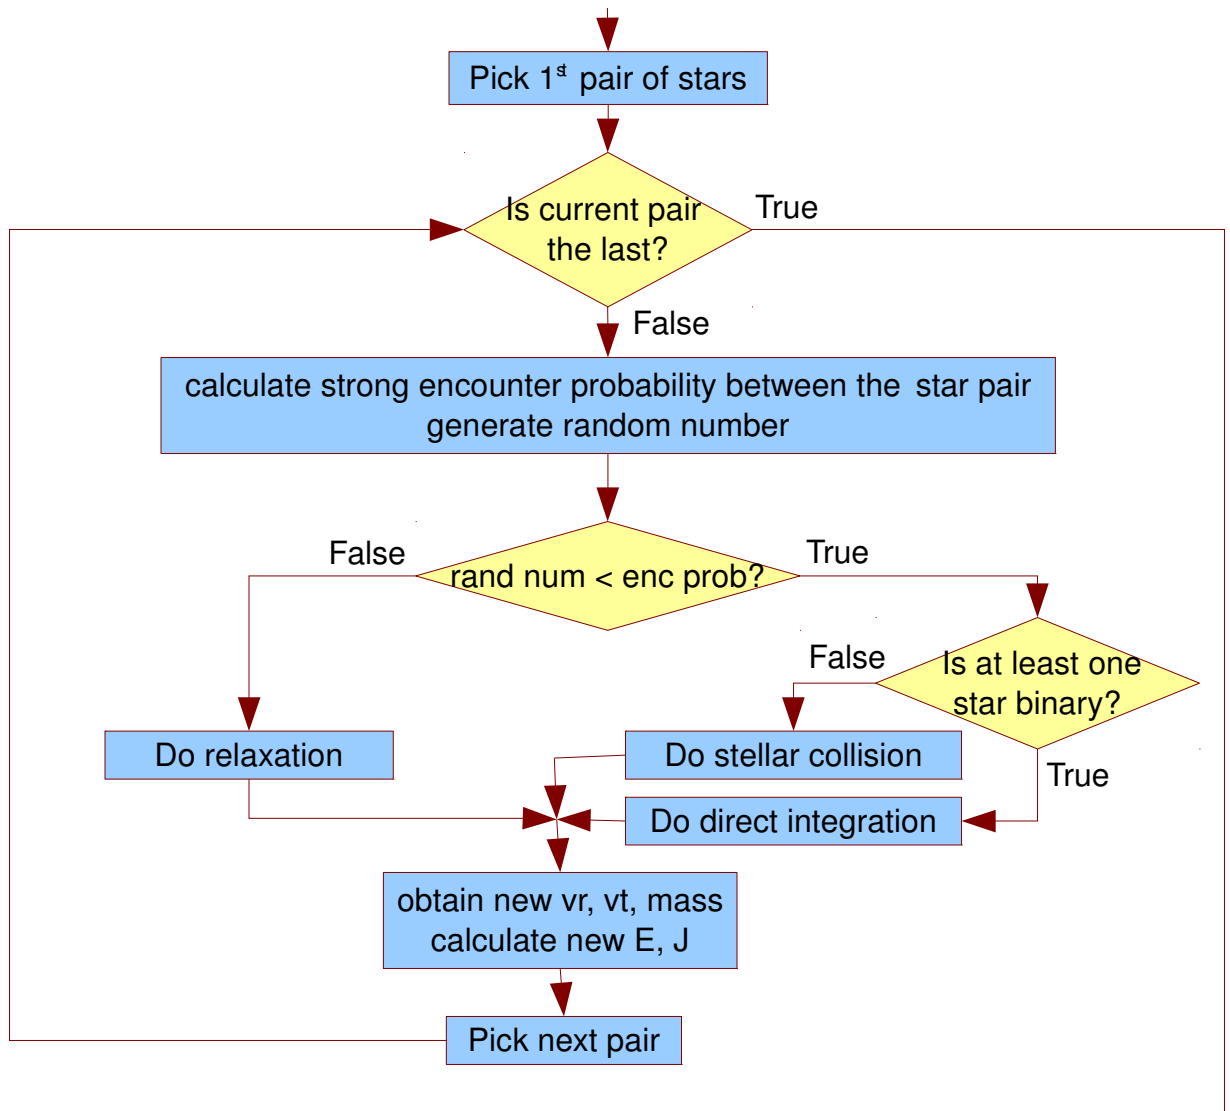 Pick 1st pair of stars
Is current pair
the last?
True
False
calculate strong encounter probability between the star pair
generate random number
False
rand num < enc prob?
True
False
Is at least one
star binary?
Do relaxation
Do stellar collision
True
Do direct integration
obtain new vr, vt, mass
calculate new E, J
Pick next pair